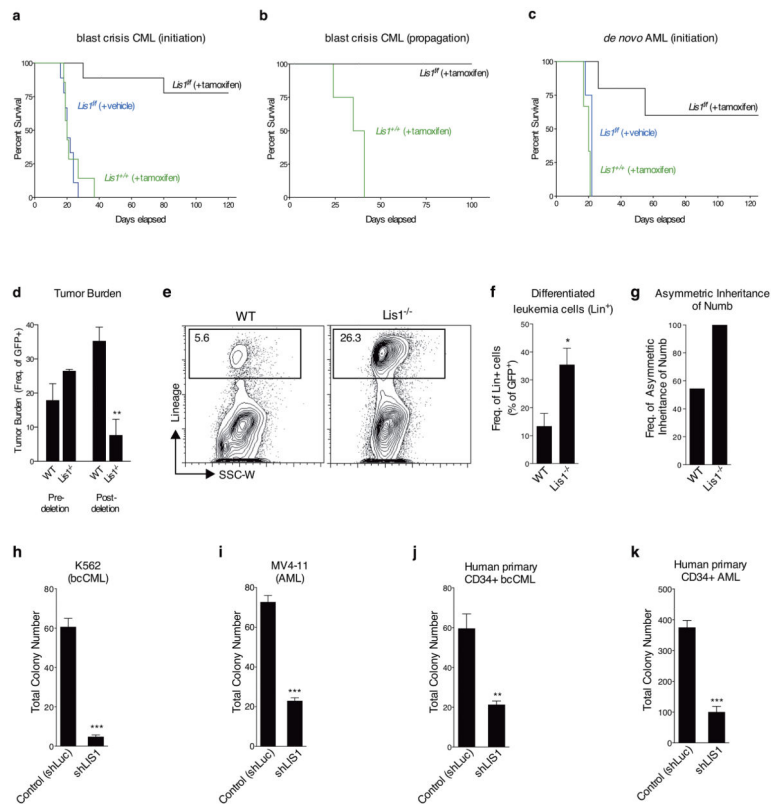 a
blast crisis CML (initiation)
Percent Survival
100
75
50
25
0
Lis1f/f (+tamoxifen)
Lis1f/f (+vehicle)
Lis1+/+ (+tamoxifen)
0 20 40 60 80 100 120
Days elapsed
b
blast crisis CML (propagation)
Percent Survival
100
75
50
25
0
Lis1f/f (+tamoxifen)
Lis1+/+ (+tamoxifen)
0 25 50 75 100
Days elapsed
c
de novo AML (initiation)
Percent Survival
100
75
50
25
0
Lis1f/f (+tamoxifen)
Lis1f/f (+vehicle)
Lis1+/+ (+tamoxifen)
0 20 40 60 80 100 120
Days elapsed
d
Tumor Burden
Tumor Burden (Freq. of GFP+)
40
30
20
10
0
**
WT Lis1-/- WT Lis1-/-
Pre-
deletion
Post-
deletion
e
WT
Lis1-/-
5.6
26.3
Lineage
SSC-W
f
Differentiated
leukemia cells (Lin+)
Freq. of Lin+ cells
(% of GFP+)
50
40
30
20
10
0
*
WT Lis1-/-
g
Asymmetric Inheritance
of Numb
Freq. of Asymmetric
Inheritance of Numb
100
80
60
40
20
0
WT Lis1-/-
h
K562
(bcCML)
Total Colony Number
80
60
40
20
0
***
Control (shLuc) shLIS1
i
MV4-11
(AML)
Total Colony Number
80
60
40
20
0
***
Control (shLuc) shLIS1
j
Human primary
CD34+ bcCML
Total Colony Number
80
60
40
20
0
**
Control (shLuc) shLIS1
k
Human primary
CD34+ AML
Total Colony Number
500
400
300
200
100
0
***
Control (shLuc) shLIS1